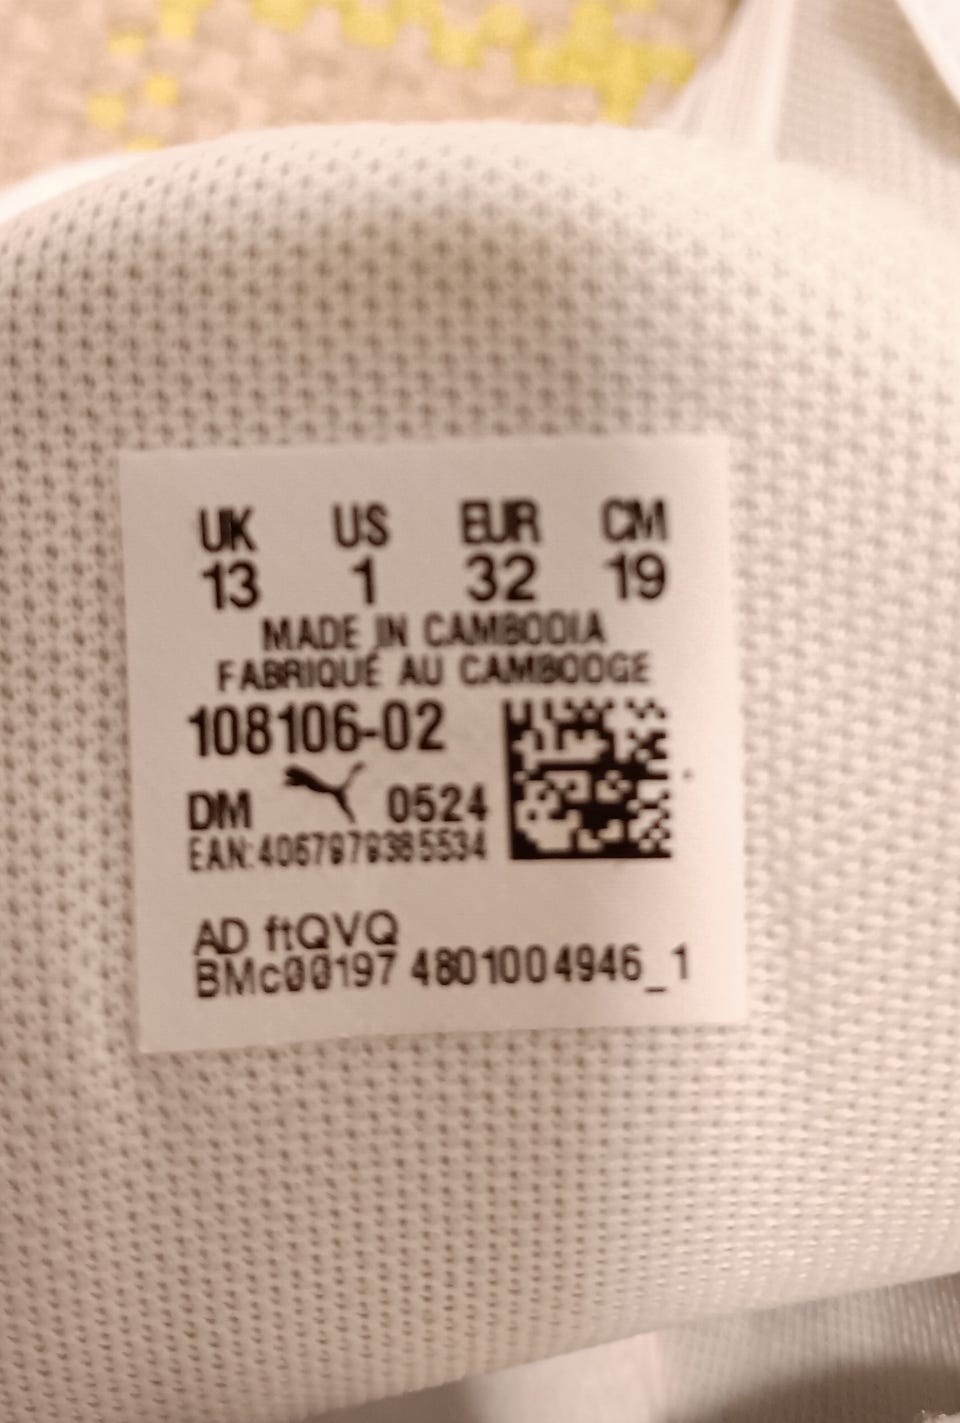 UK US EUR CM
13 1 32 19
MADE IN CAMBODIA
FABRIQUÉ AU CAMBODGE
108106-02
DM 0524
EAN:4067979385534
AD ftQVQ
BMc00197 4801004946_1